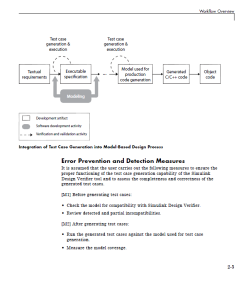 Workflow Overview
Test case
generation &
execution
Test case
generation &
execution
Textual
requirements
Executable
specification
Model used for
production
code generation
Generated
C/C++ code
Object
code
Modeling
Development artifact
Software development activity
Verification and validation activity
Integration of Test Case Generation into Model-Based Design Process
Error Prevention and Detection Measures
It is assumed that the user carries out the following measures to ensure the
proper functioning of the test case generation capability of the Simulink
Design Verifier tool and to assess the completeness and correctness of the
generated test cases.
[M1] Before generating test cases:
• Check the model for compatibility with Simulink Design Verifier.
• Review detected and partial incompatibilities.
[M2] After generating test cases:
• Run the generated test cases against the model used for test case
generation.
• Measure the model coverage.